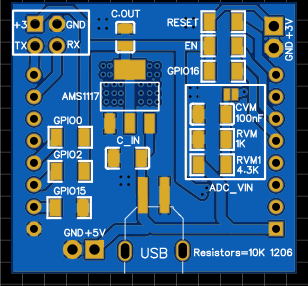 C.OUT
+3 GND
TX RX
RESET
EN
GPIO16
GND+3V
AMS1117
CVM
100nF
RVM
1K
RVM1
4.3K
GPIO0
GPIO2
GPIO15
C_IN
ADC_VIN
GND+5V
USB
Resistors=10K 1206